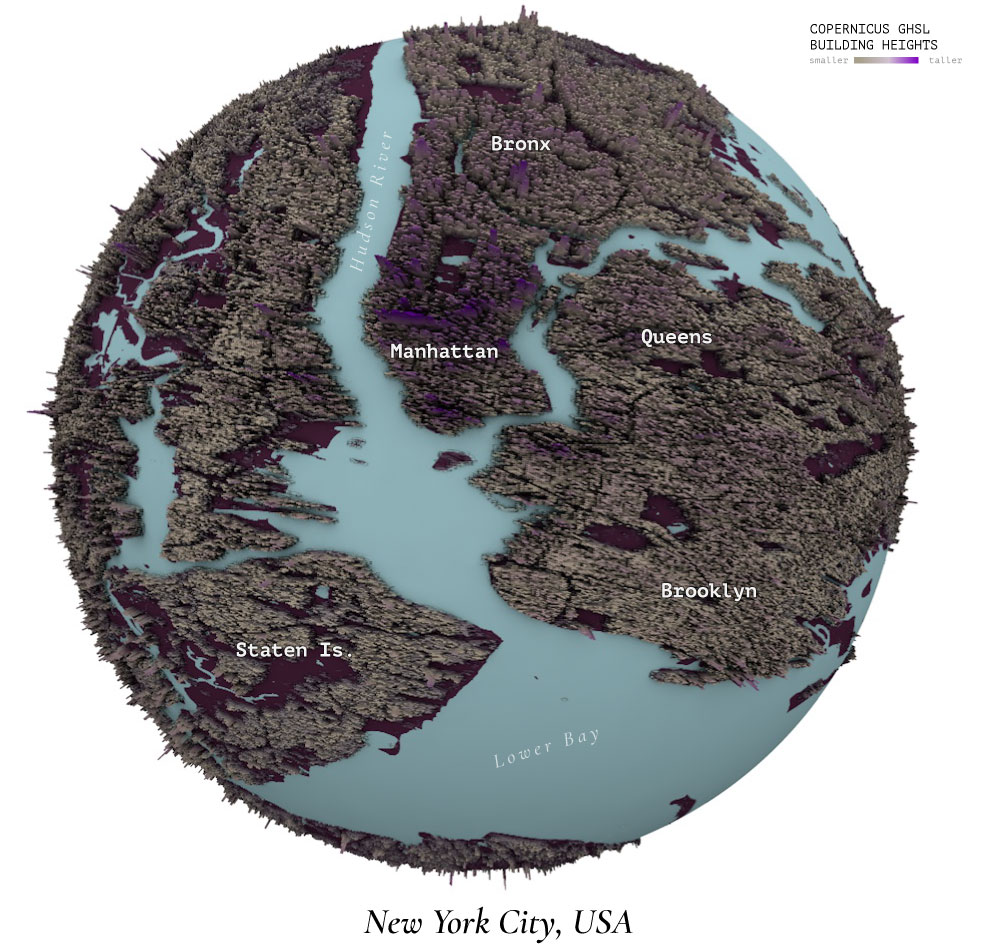 COPERNICUS GHSL
BUILDING HEIGHTS
smaller taller
Bronx
Hudson River
Queens
Manhattan
Brooklyn
Staten Is.
Lower Bay
New York City, USA